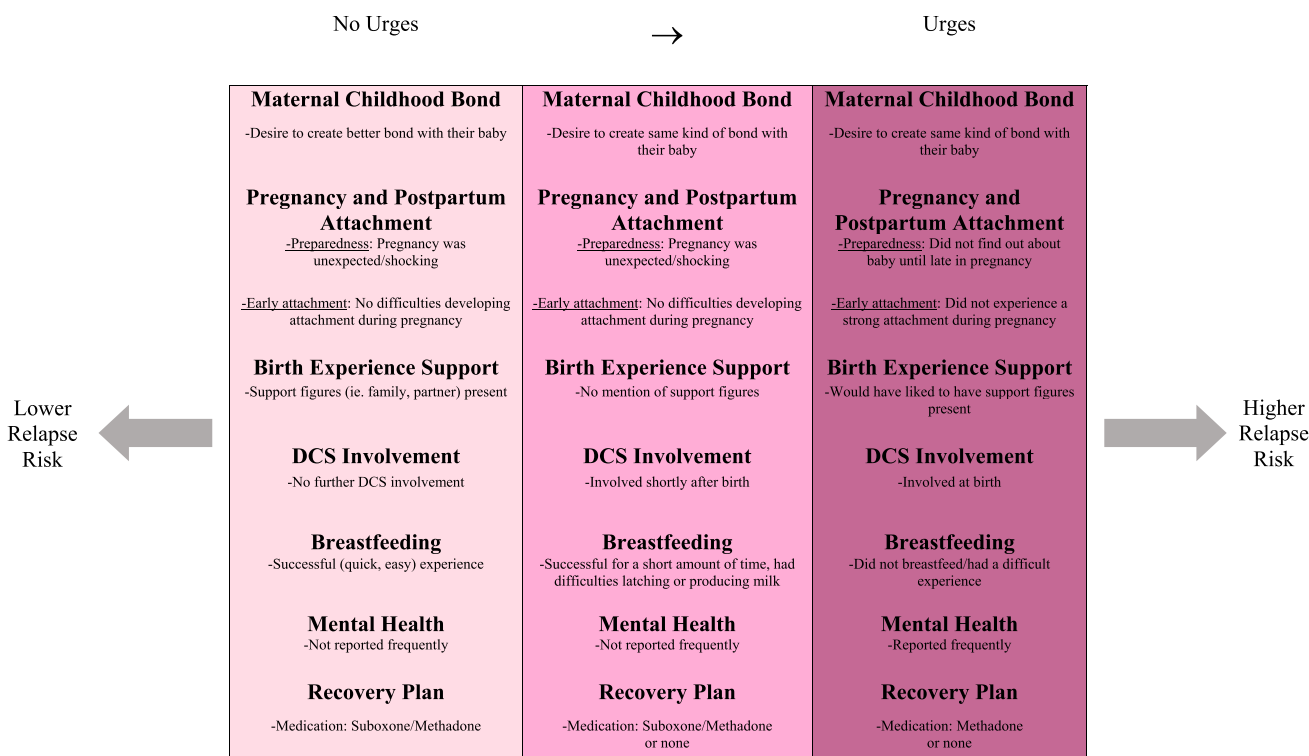 No Urges
→
Urges
Maternal Childhood Bond
-Desire to create better bond with their baby
Pregnancy and Postpartum
Attachment
-Preparedness: Pregnancy was
unexpected/shocking
-Early attachment: No difficulties developing
attachment during pregnancy
Birth Experience Support
-Support figures (ie. family, partner) present
DCS Involvement
-No further DCS involvement
Breastfeeding
-Successful (quick, easy) experience
Mental Health
-Not reported frequently
Recovery Plan
-Medication: Suboxone/Methadone
Maternal Childhood Bond
-Desire to create same kind of bond with
their baby
Pregnancy and Postpartum
Attachment
-Preparedness: Pregnancy was
unexpected/shocking
-Early attachment: No difficulties developing
attachment during pregnancy
Birth Experience Support
-No mention of support figures
DCS Involvement
-Involved shortly after birth
Breastfeeding
-Successful for a short amount of time, had
difficulties latching or producing milk
Mental Health
-Not reported frequently
Recovery Plan
-Medication: Suboxone/Methadone
or none
Maternal Childhood Bond
-Desire to create same kind of bond with
their baby
Pregnancy and
Postpartum Attachment
-Preparedness: Did not find out about
baby until late in pregnancy
-Early attachment: Did not experience a
strong attachment during pregnancy
Birth Experience Support
-Would have liked to have support figures
present
DCS Involvement
-Involved at birth
Breastfeeding
-Did not breastfeed/had a difficult
experience
Mental Health
-Reported frequently
Recovery Plan
-Medication: Methadone
or none
Lower
Relapse
Risk
Higher
Relapse
Risk